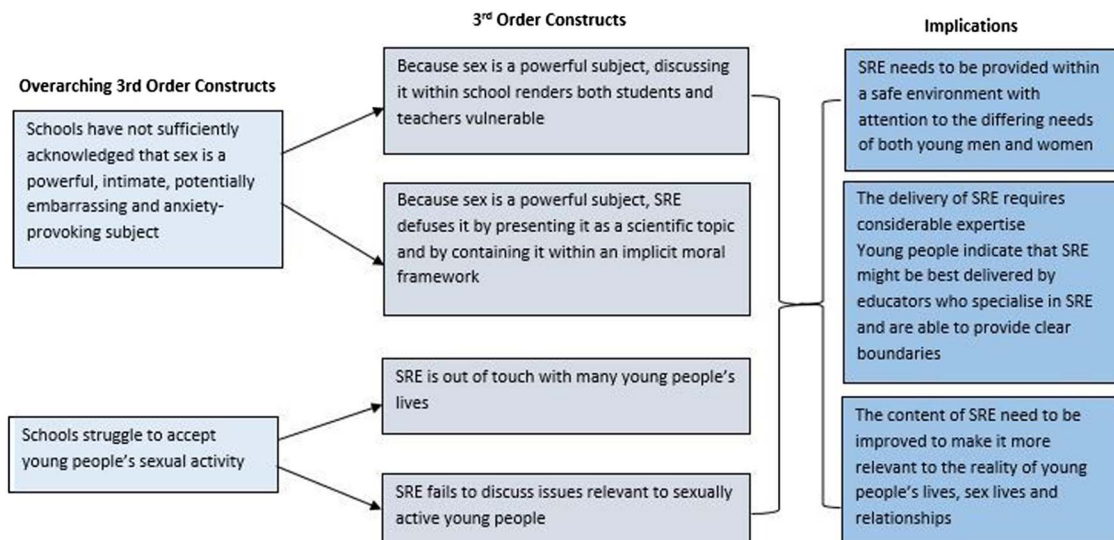 Overarching 3rd Order Constructs
Schools have not sufficiently
acknowledged that sex is a
powerful, intimate, potentially
embarrassing and anxiety-
provoking subject
Schools struggle to accept
young people's sexual activity
3rd Order Constructs
Because sex is a powerful subject, discussing
it within school renders both students and
teachers vulnerable
Because sex is a powerful subject, SRE
defuses it by presenting it as a scientific topic
and by containing it within an implicit moral
framework
SRE is out of touch with many young people's
lives
SRE fails to discuss issues relevant to sexually
active young people
Implications
SRE needs to be provided within
a safe environment with
attention to the differing needs
of both young men and women
The delivery of SRE requires
considerable expertise
Young people indicate that SRE
might be best delivered by
educators who specialise in SRE
and are able to provide clear
boundaries
The content of SRE need to be
improved to make it more
relevant to the reality of young
people's lives, sex lives and
relationships